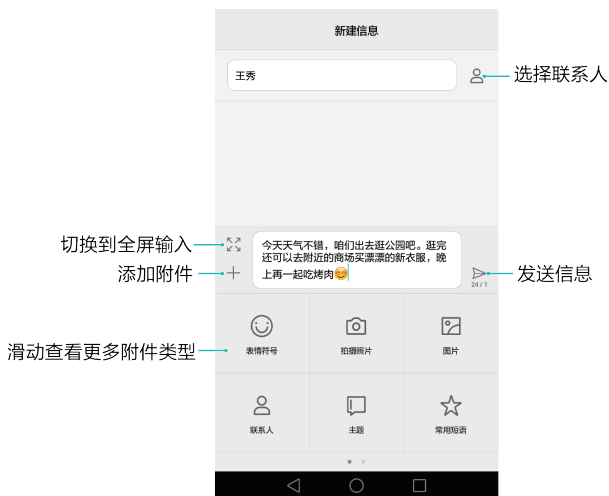 新建信息
王秀
选择联系人
切换到全屏输入
添加附件
今天天气不错，咱们出去逛公园吧。逛完
还可以去附近的商场买漂漂的新衣服，晚
上再一起吃烤肉😊
发送信息
24 / 1
滑动查看更多附件类型
表情符号
拍摄照片
图片
联系人
主题
常用短语